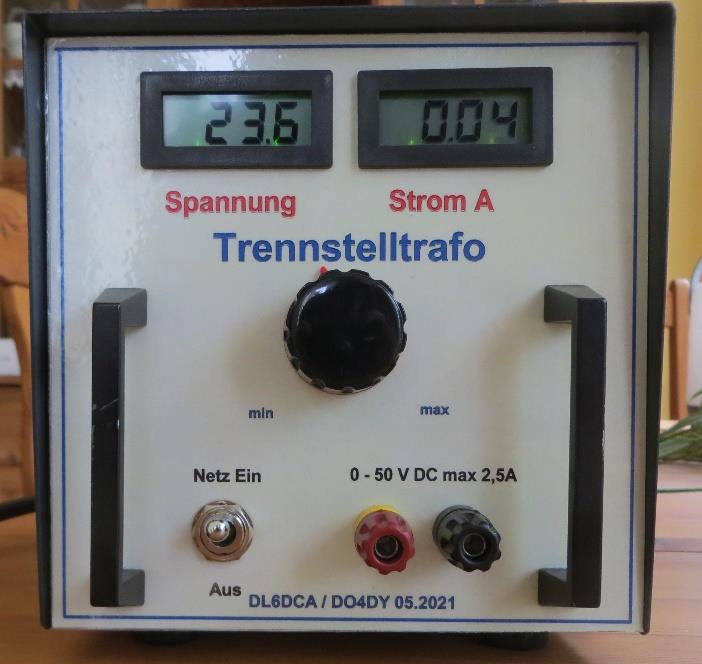 23.6 0.04
Spannung Strom A
Trennstelltrafo
min max
Netz Ein 0 - 50 V DC max 2,5A
Aus
DL6DCA / DO4DY 05.2021